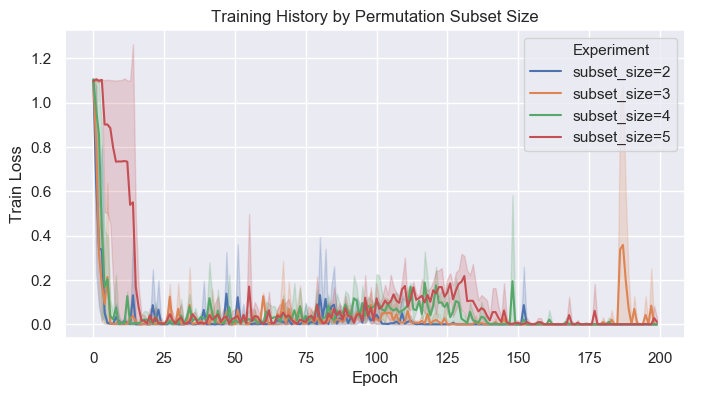 Training History by Permutation Subset Size
Train Loss
1.2
1.0
0.8
0.6
0.4
0.2
0.0
Experiment
subset_size=2
subset_size=3
subset_size=4
subset_size=5
0 25 50 75 100 125 150 175 200
Epoch